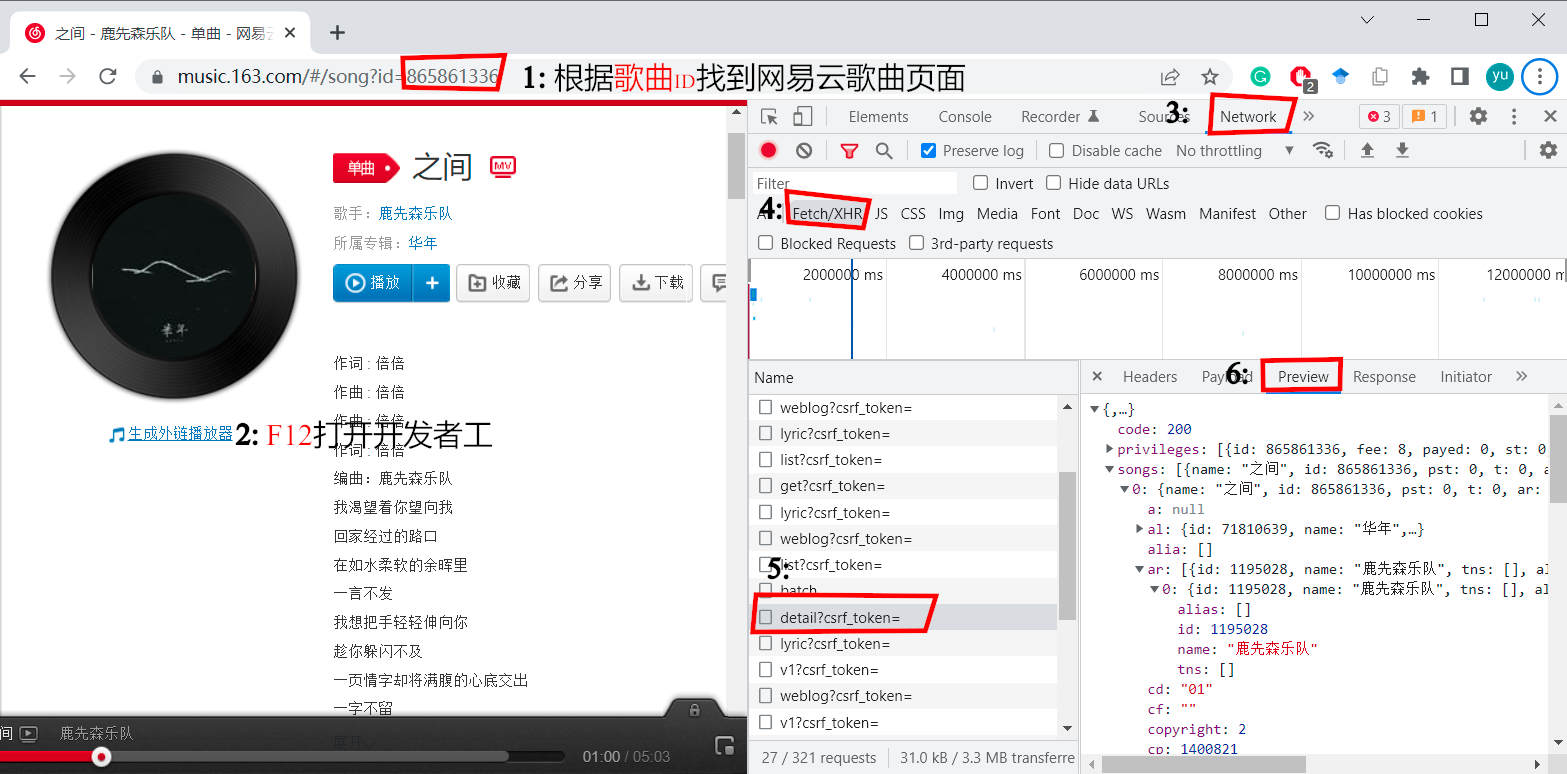 之间 - 鹿先森乐队 - 单曲 - 网易云
music.163.com/#/song?id=865861336
1: 根据歌曲ID找到网易云歌曲页面
2
yu
单曲
之间
MV
歌手：鹿先森乐队
所属专辑：华年
播放
收藏
分享
下载
華年
生成外链播放器
2: F12打开开发者工
作词 : 倍倍
作曲 : 倍倍
作曲 : 倍倍
作词 : 倍倍
编曲：鹿先森乐队
我渴望着你望向我
回家经过的路口
在如水柔软的余晖里
一言不发
我想把手轻轻伸向你
趁你躲闪不及
一页情字却将满腹的心底交出
一字不留
展开
间
鹿先森乐队
01:00 / 05:03
Elements
Console
Recorder
Sources
3:
Network
3
1
Preserve log
Disable cache
No throttling
Filter
Invert
Hide data URLs
4:
Fetch/XHR
JS
CSS
Img
Media
Font
Doc
WS
Wasm
Manifest
Other
Has blocked cookies
Blocked Requests
3rd-party requests
2000000 ms
4000000 ms
6000000 ms
8000000 ms
10000000 ms
12000000 m
Name
weblog?csrf_token=
lyric?csrf_token=
list?csrf_token=
get?csrf_token=
lyric?csrf_token=
weblog?csrf_token=
list?csrf_token=
5:
batch
detail?csrf_token=
lyric?csrf_token=
v1?csrf_token=
weblog?csrf_token=
v1?csrf_token=
27 / 321 requests
31.0 kB / 3.3 MB transferre
Headers
Payload
6:
Preview
Response
Initiator
{,…}
code: 200
privileges: [{id: 865861336, fee: 8, payed: 0, st: 0
songs: [{name: "之间", id: 865861336, pst: 0, t: 0, a
0: {name: "之间", id: 865861336, pst: 0, t: 0, ar:
a: null
al: {id: 71810639, name: "华年",…}
alia: []
ar: [{id: 1195028, name: "鹿先森乐队", tns: [], al
0: {id: 1195028, name: "鹿先森乐队", tns: [], al
alias: []
id: 1195028
name: "鹿先森乐队"
tns: []
cd: "01"
cf: ""
copyright: 2
cp: 1400821